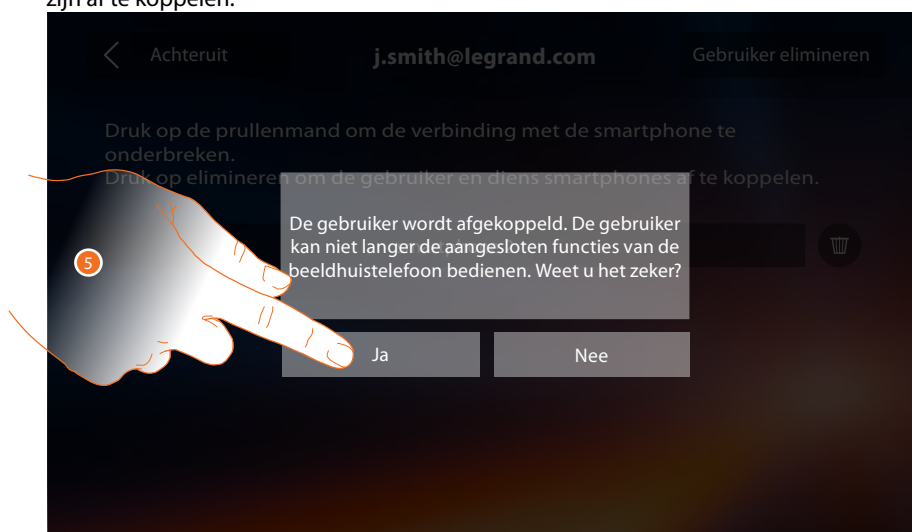 zijn af te koppelen.
Achteruit
j.smith@legrand.com
Gebruiker elimineren
Druk op de prullenmand om de verbinding met de smartphone te
onderbreken.
Druk op elimineren om de gebruiker en diens smartphones af te koppelen.
De gebruiker wordt afgekoppeld. De gebruiker
kan niet langer de aangesloten functies van de
beeldhuistelefoon bedienen. Weet u het zeker?
5
Ja
Nee